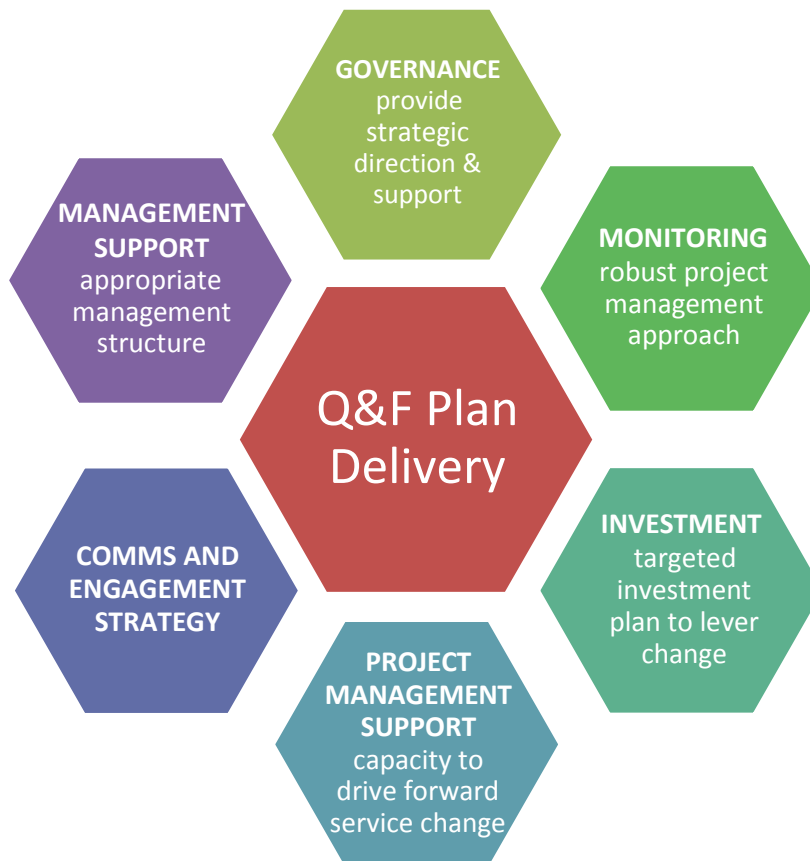 GOVERNANCE
provide
strategic
direction &
support
MANAGEMENT
SUPPORT
appropriate
management
structure
MONITORING
robust project
management
approach
Q&F Plan
Delivery
COMMS AND
ENGAGEMENT
STRATEGY
INVESTMENT
targeted
investment
plan to lever
change
PROJECT
MANAGEMENT
SUPPORT
capacity to
drive forward
service change